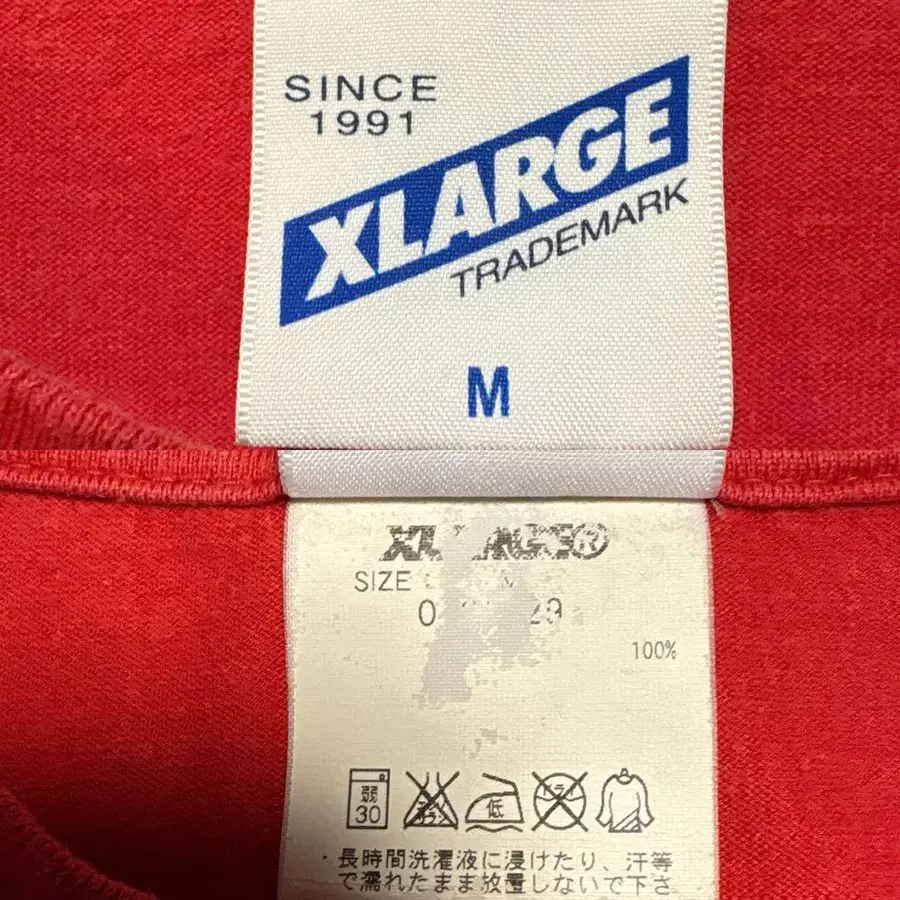 SINCE
1991
XLARGE
TRADEMARK
M
XLARGE®
SIZE
100%
弱
30
低
・長時間洗濯液に浸けたり、汗等
で濡れたまま放置しないで下さ